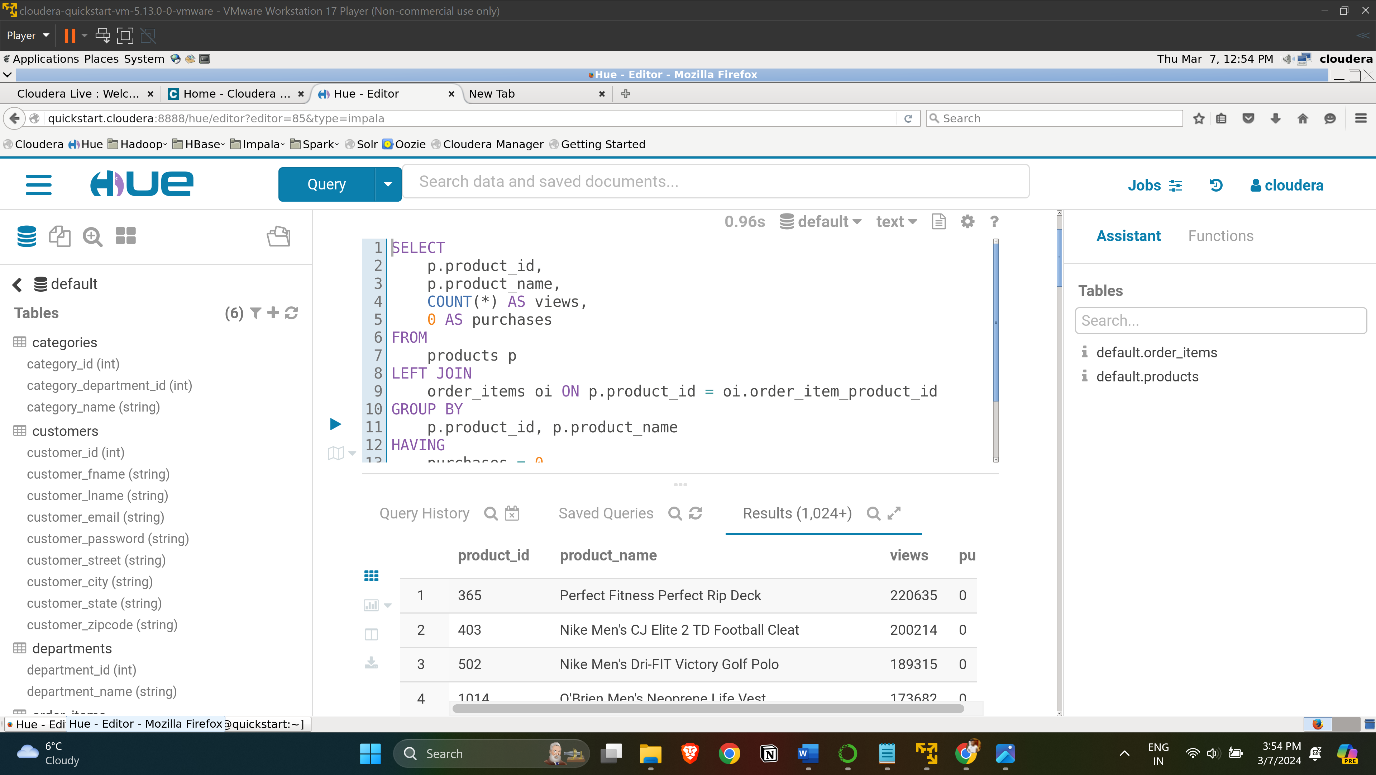 cloudera-quickstart-vm-5.13.0-0-vmware - VMware Workstation 17 Player (Non-commercial use only)
Player
Applications Places System
Thu Mar 7, 12:54 PM
cloudera
Hue - Editor - Mozilla Firefox
Cloudera Live : Welc... × Home - Cloudera ... × Hue - Editor × New Tab ×
quickstart.cloudera:8888/hue/editor?editor=85&type=impala
Search
Cloudera Hue Hadoop HBase Impala Spark Solr Oozie Cloudera Manager Getting Started
HUE
Query
Search data and saved documents...
Jobs
cloudera
0.96s default text ?
Assistant Functions
default
Tables (6)
categories
category_id (int)
category_department_id (int)
category_name (string)
customers
customer_id (int)
customer_fname (string)
customer_lname (string)
customer_email (string)
customer_password (string)
customer_street (string)
customer_city (string)
customer_state (string)
customer_zipcode (string)
departments
department_id (int)
department_name (string)
order_items
1 SELECT
2 p.product_id,
3 p.product_name,
4 COUNT(*) AS views,
5 0 AS purchases
6 FROM
7 products p
8 LEFT JOIN
9 order_items oi ON p.product_id = oi.order_item_product_id
10 GROUP BY
11 p.product_id, p.product_name
12 HAVING
13 purchases = 0
Query History Saved Queries Results (1,024+)
product_id product_name views pu
1 365 Perfect Fitness Perfect Rip Deck 220635 0
2 403 Nike Men's CJ Elite 2 TD Football Cleat 200214 0
3 502 Nike Men's Dri-FIT Victory Golf Polo 189315 0
4 1014 O'Brien Men's Neoprene Life Vest 173682 0
Tables
Search...
default.order_items
default.products
Hue - Edi
Hue - Editor - Mozilla Firefox
@quickstart:~]
6°C
Cloudy
Search
ENG
IN
3:54 PM
3/7/2024
PRE